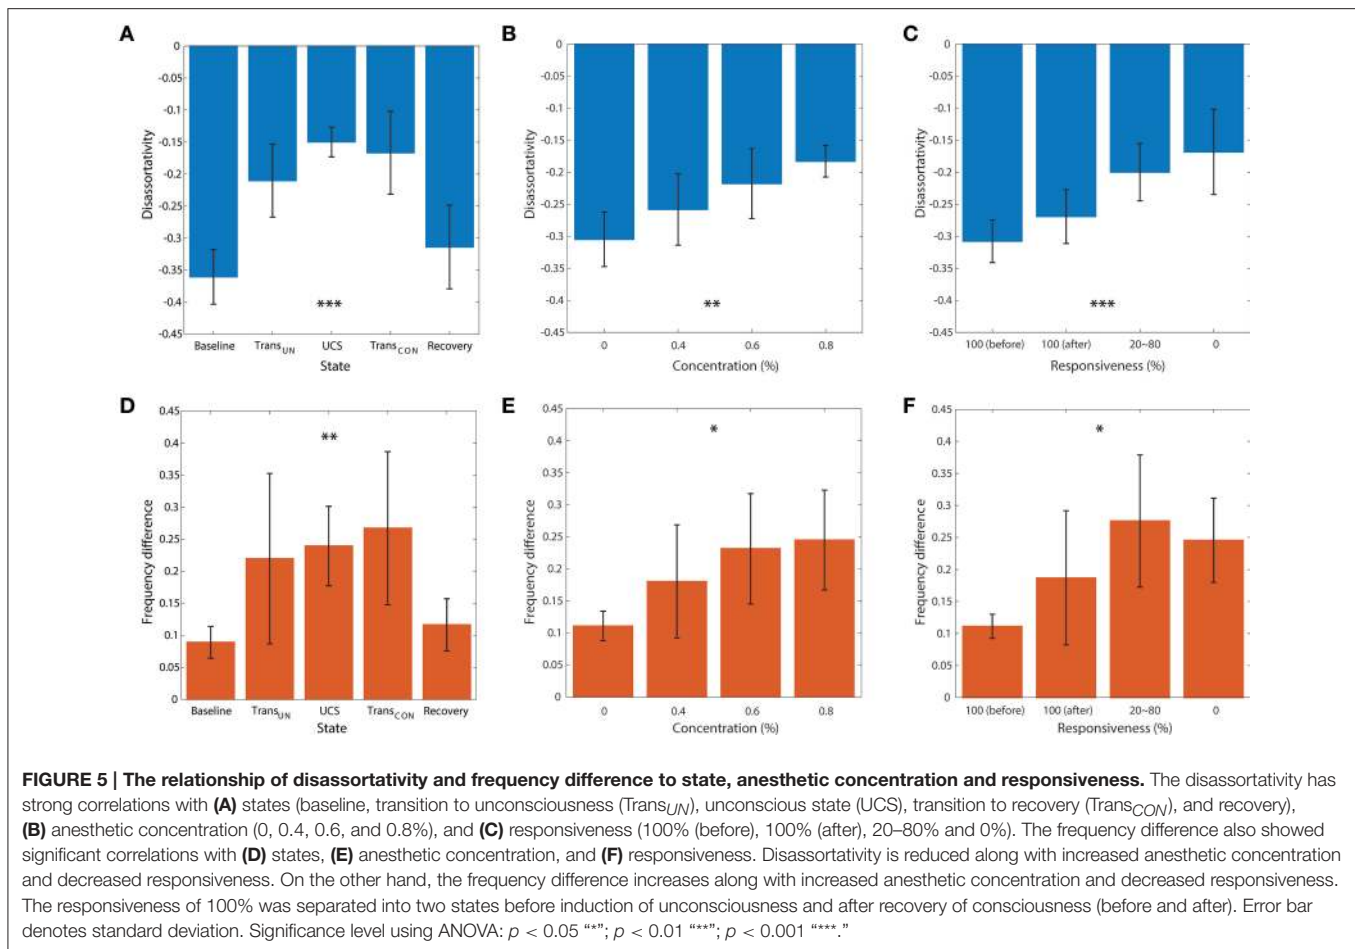 A
0
-0.05
-0.1
-0.15
-0.2
-0.25
-0.3
-0.35
-0.4
-0.45
Disassortativity
***
Baseline Trans_UN UCS Trans_CON Recovery
State
B
0
-0.05
-0.1
-0.15
-0.2
-0.25
-0.3
-0.35
-0.4
-0.45
Disassortativity
**
0 0.4 0.6 0.8
Concentration (%)
C
0
-0.05
-0.1
-0.15
-0.2
-0.25
-0.3
-0.35
-0.4
-0.45
Disassortativity
***
100 (before) 100 (after) 20~80 0
Responsiveness (%)
D
0.45
0.4
0.35
0.3
0.25
0.2
0.15
0.1
0.05
0
Frequency difference
**
Baseline Trans_UN UCS Trans_CON Recovery
State
E
0.45
0.4
0.35
0.3
0.25
0.2
0.15
0.1
0.05
0
Frequency difference
*
0 0.4 0.6 0.8
Concentration (%)
F
0.45
0.4
0.35
0.3
0.25
0.2
0.15
0.1
0.05
0
Frequency difference
*
100 (before) 100 (after) 20~80 0
Responsiveness (%)
FIGURE 5 | The relationship of disassortativity and frequency difference to state, anesthetic concentration and responsiveness. The disassortativity has
strong correlations with (A) states (baseline, transition to unconsciousness (Trans_UN), unconscious state (UCS), transition to recovery (Trans_CON), and recovery),
(B) anesthetic concentration (0, 0.4, 0.6, and 0.8%), and (C) responsiveness (100% (before), 100% (after), 20–80% and 0%). The frequency difference also showed
significant correlations with (D) states, (E) anesthetic concentration, and (F) responsiveness. Disassortativity is reduced along with increased anesthetic concentration
and decreased responsiveness. On the other hand, the frequency difference increases along with increased anesthetic concentration and decreased responsiveness.
The responsiveness of 100% was separated into two states before induction of unconsciousness and after recovery of consciousness (before and after). Error bar
denotes standard deviation. Significance level using ANOVA: p < 0.05 “*”; p < 0.01 “**”; p < 0.001 “***.”